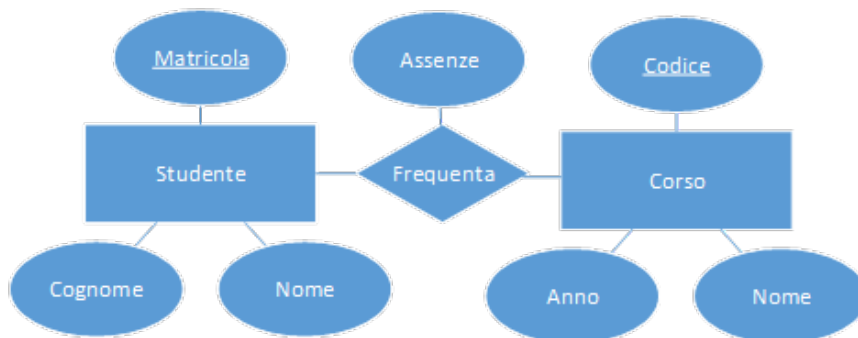 Matricola
Assenze
Codice
Studente
Frequenta
Corso
Cognome
Nome
Anno
Nome